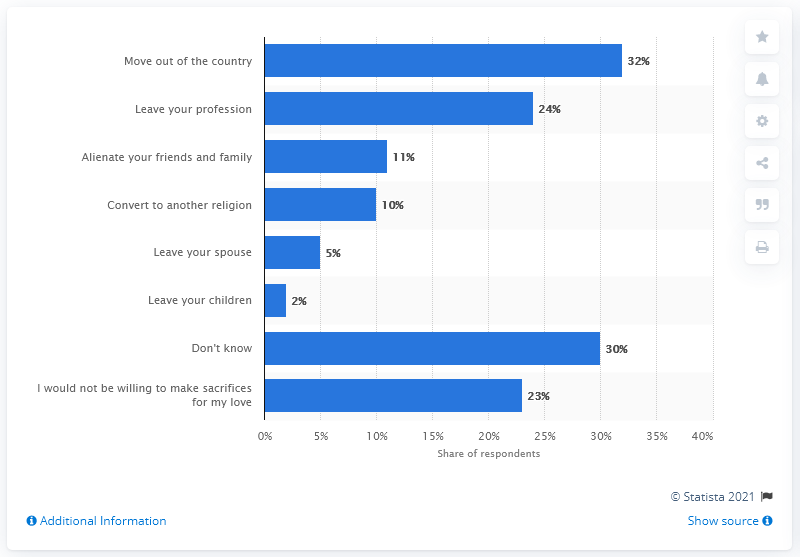 Move out of the country 32%
Leave your profession 24%
Alienate your friends and family 11%
Convert to another religion 10%
Leave your spouse 5%
Leave your children 2%
Don't know 30%
I would not be willing to make sacrifices
for my love 23%
0% 5% 10% 15% 20% 25% 30% 35% 40%
Share of respondents
© Statista 2021
Additional Information Show source